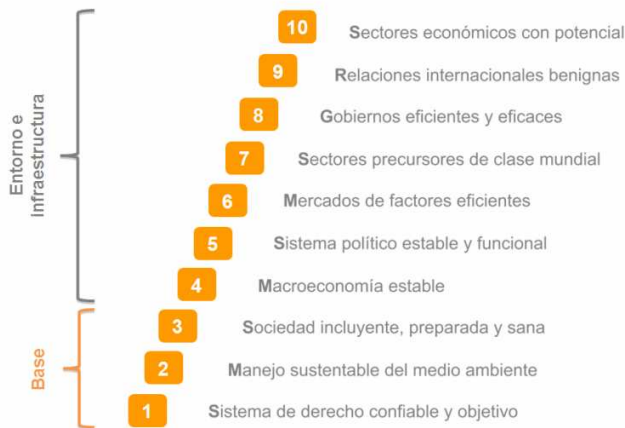 10 Sectores económicos con potencial
9 Relaciones internacionales benignas
8 Gobiernos eficientes y eficaces
7 Sectores precursores de clase mundial
6 Mercados de factores eficientes
5 Sistema político estable y funcional
4 Macroeconomía estable
3 Sociedad incluyente, preparada y sana
2 Manejo sustentable del medio ambiente
1 Sistema de derecho confiable y objetivo
Entorno e
Infraestructura
Base